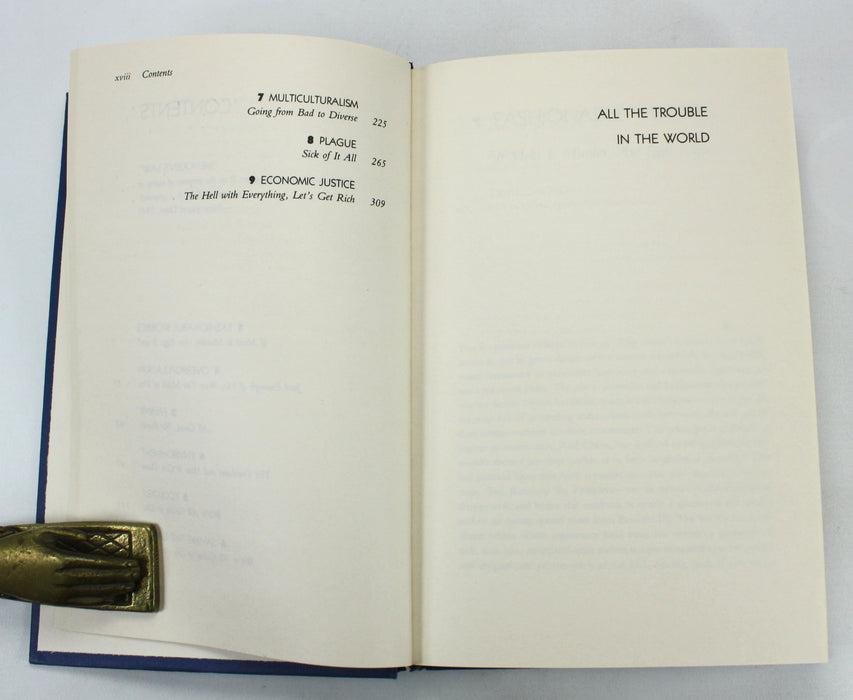 xviii Contents
7 MULTICULTURALISM
Going from Bad to Diverse 225
8 PLAGUE
Sick of It All 265
9 ECONOMIC JUSTICE
The Hell with Everything, Let's Get Rich 309
ALL THE TROUBLE
IN THE WORLD